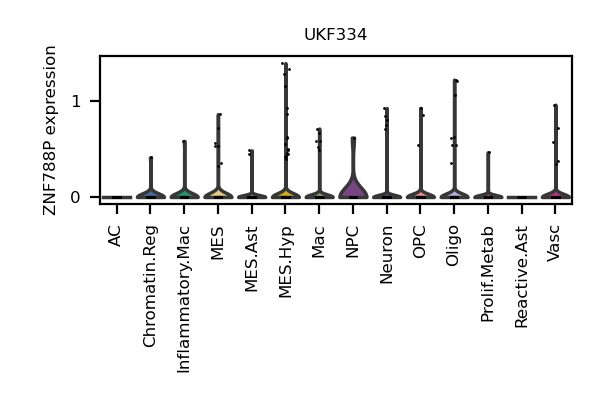 UKF334
ZNF788P expression
1
0
AC
Chromatin.Reg
Inflammatory.Mac
MES
MES.Ast
MES.Hyp
Mac
NPC
Neuron
OPC
Oligo
Prolif.Metab
Reactive.Ast
Vasc